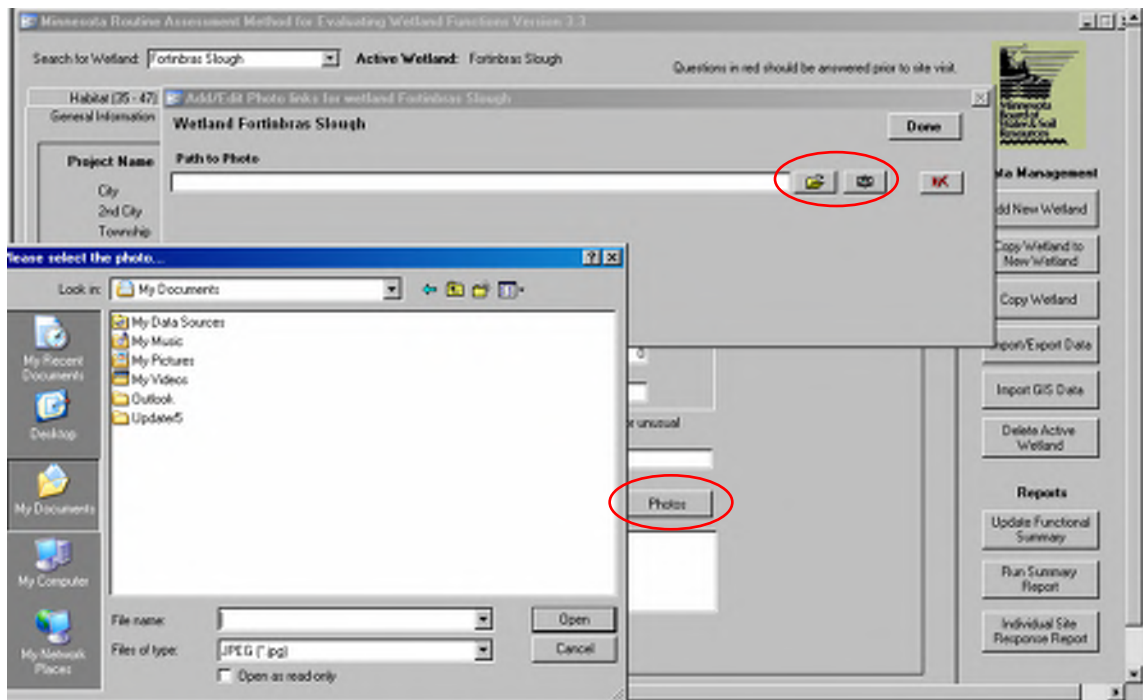 Minnesota Routine Assessment Method for Evaluating Wetland Functions Version 3.3
Search for Wetland: Fortinbras Slough
Active Wetland: Fortinbras Slough
Questions in red should be answered prior to site visit.
Minnesota
Board of
Water & Soil
Resources
Habitat (35 - 47)
General Information
Project Name
City
2nd City
Township
Add/Edit Photo links for wetland Fortinbras Slough
Wetland Fortinbras Slough
Done
Path to Photo
Please select the photo...
Look in: My Documents
My Recent
Documents
Desktop
My Documents
My Computer
My Network
Places
My Data Sources
My Music
My Pictures
My Videos
Outlook
Update5
File name:
Open
Files of type: JPEG (*.jpg)
Cancel
Open as read only
0
or unusual
Photos
ta Management
dd New Wetland
Copy Wetland to
New Wetland
Copy Wetland
mport/Export Data
Import GIS Data
Delete Active
Wetland
Reports
Update Functional
Summary
Run Summary
Report
Individual Site
Response Report